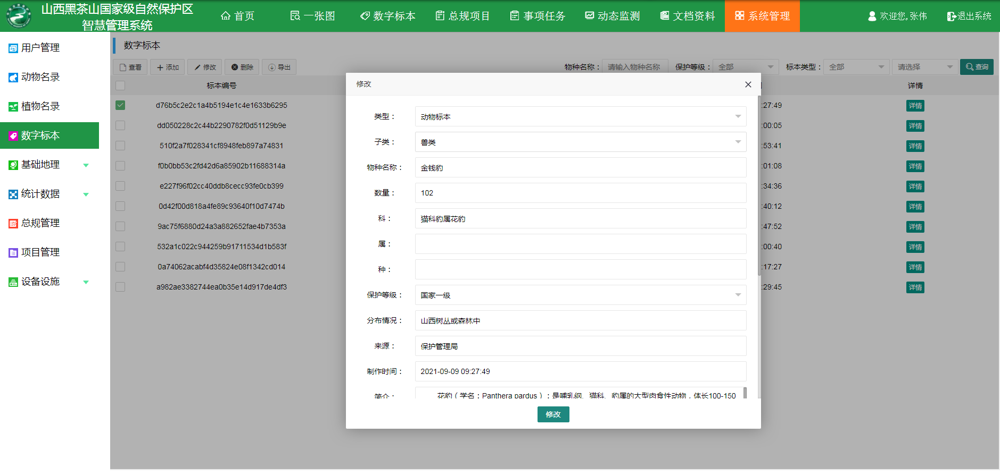 山西黑茶山国家级自然保护区
智慧管理系统
首页
一张图
数字标本
总规项目
事项任务
动态监测
文档资料
系统管理
欢迎您, 张伟
退出系统
用户管理
动物名录
植物名录
数字标本
基础地理
统计数据
总规管理
项目管理
设备设施
数字标本
查看
添加
修改
删除
导出
物种名称：
请输入物种名称
保护等级：
全部
标本类型：
全部
请选择
查询
标本编号
详情
d76b5c2e2c1a4b5194e1c4e1633b6295
:27:49
详情
dd050228c2c44b2290782f0d51129b9e
:00:05
详情
510f2a7f028341cf8948feb897a74831
:53:41
详情
f0b0bb53c2fd42d6a85902b11688314a
:01:08
详情
e227f96f02cc40ddb8cecc93fe0cb399
:34:36
详情
0d42f00d818a4fe89c93640f10d7474b
:40:12
详情
9ac75f6880d24a3a882652fae4b7353a
:47:52
详情
532a1c022c944259b91711534d1b583f
:00:40
详情
0a74062acabf4d35824e08f1342cd014
:17:27
详情
a982ae3382744ea0b35e14d917de4df3
:29:45
详情
修改
类型：
动物标本
子类：
兽类
物种名称：
金钱豹
数量：
102
科：
猫科豹属花豹
属：
种：
保护等级：
国家一级
分布情况：
山西树丛或森林中
来源：
保护管理局
制作时间：
2021-09-09 09:27:49
简介：
花豹（学名：Panthera pardus）：是哺乳纲、猫科、豹属的大型肉食性动物，体长100-150
修改